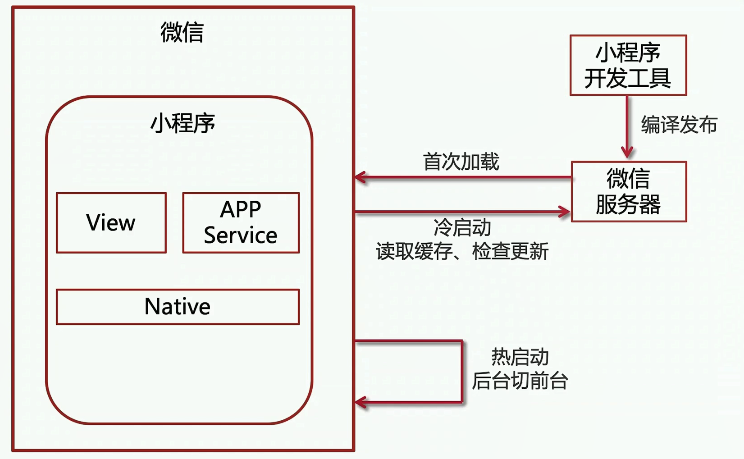 微信
小程序
View
APP
Service
Native
小程序
开发工具
编译发布
首次加载
微信
服务器
冷启动
读取缓存、检查更新
热启动
后台切前台